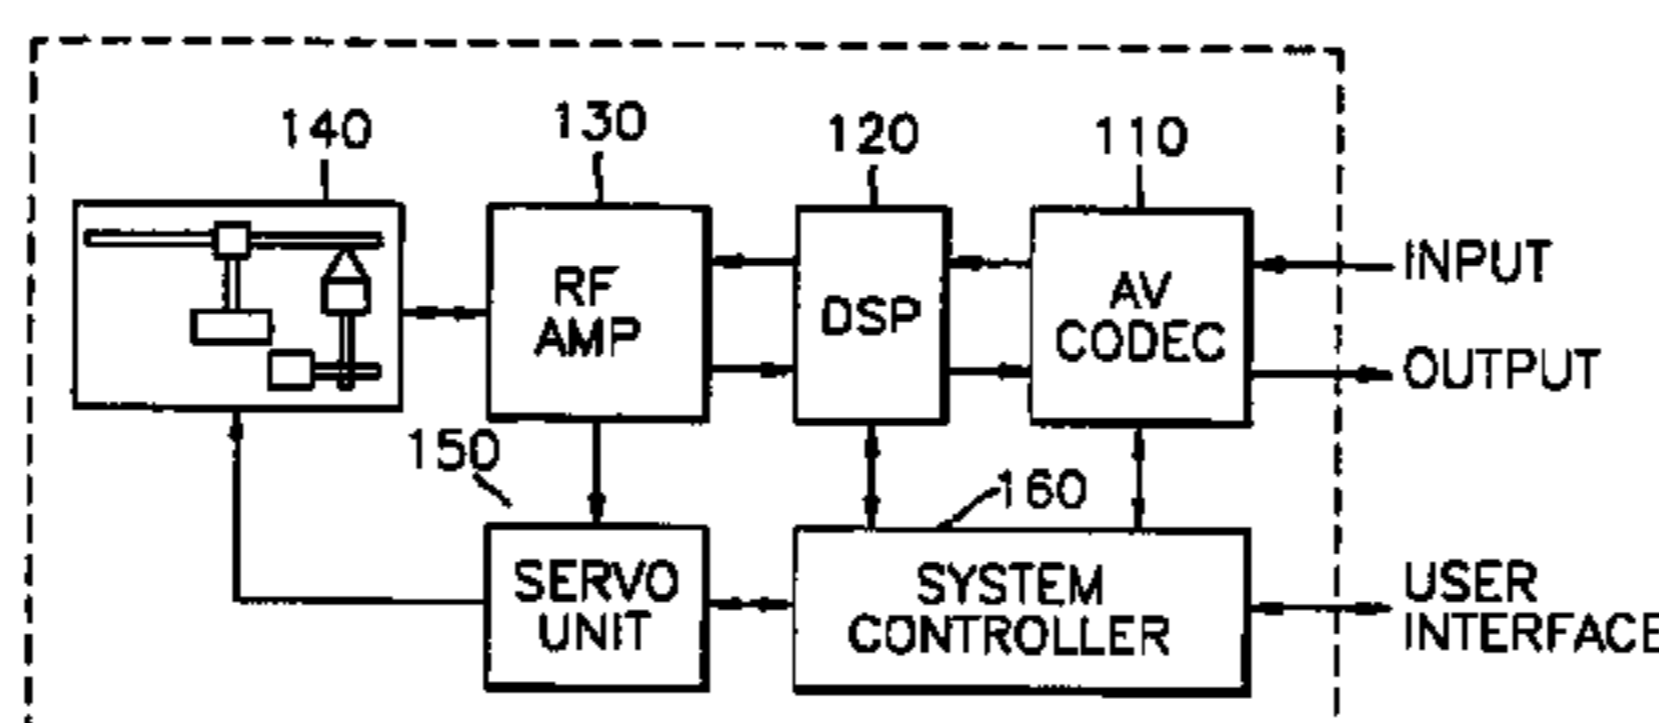 140
130
120
110
RF
AMP
DSP
AV
CODEC
INPUT
OUTPUT
150
160
SERVO
UNIT
SYSTEM
CONTROLLER
USER
INTERFACE